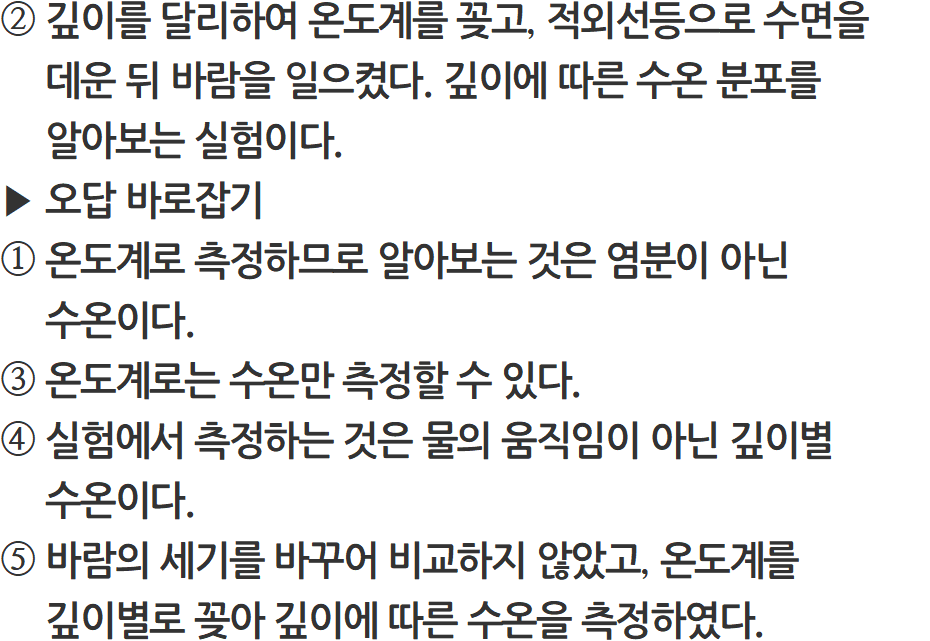 ② 깊이를 달리하여 온도계를 꽂고, 적외선등으로 수면을
데운 뒤 바람을 일으켰다. 깊이에 따른 수온 분포를
알아보는 실험이다.
▶ 오답 바로잡기
① 온도계로 측정하므로 알아보는 것은 염분이 아닌
수온이다.
③ 온도계로는 수온만 측정할 수 있다.
④ 실험에서 측정하는 것은 물의 움직임이 아닌 깊이별
수온이다.
⑤ 바람의 세기를 바꾸어 비교하지 않았고, 온도계를
깊이별로 꽂아 깊이에 따른 수온을 측정하였다.